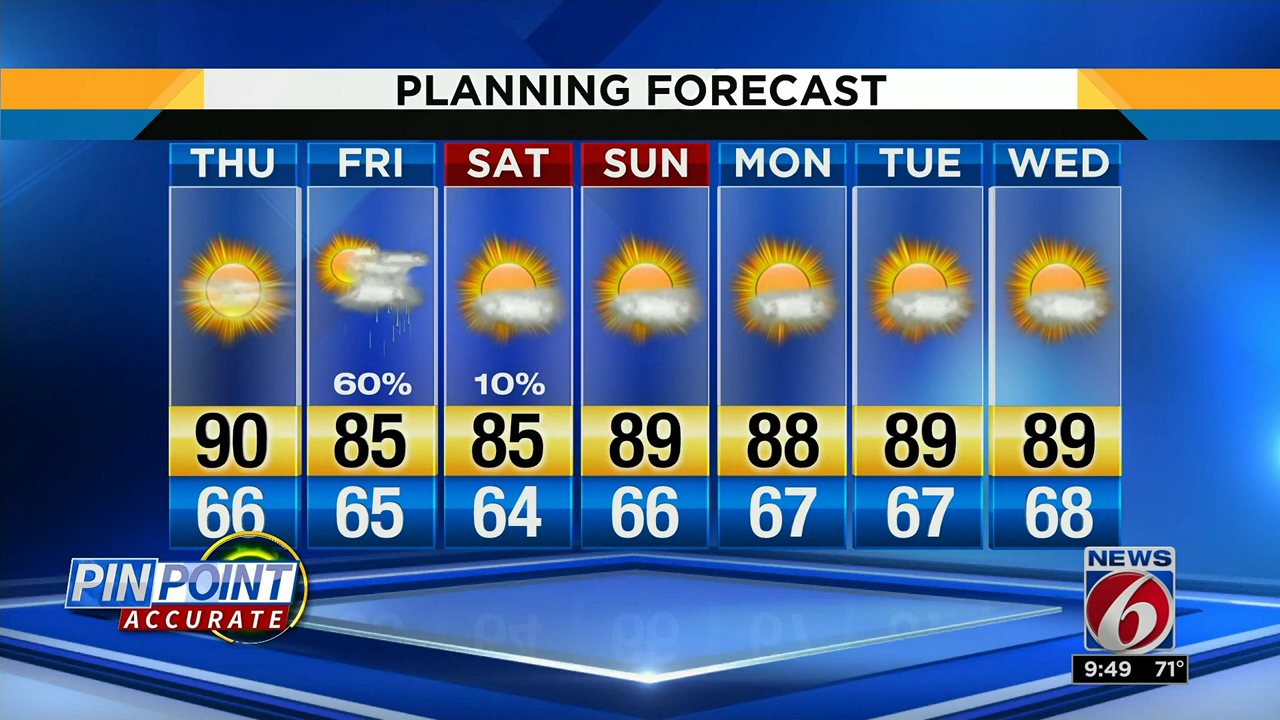 PLANNING FORECAST
THU FRI SAT SUN MON TUE WED
60% 10%
90 85 85 89 88 89 89
66 65 64 66 67 67 68
PINPOINT
ACCURATE
NEWS
6
9:49 71°